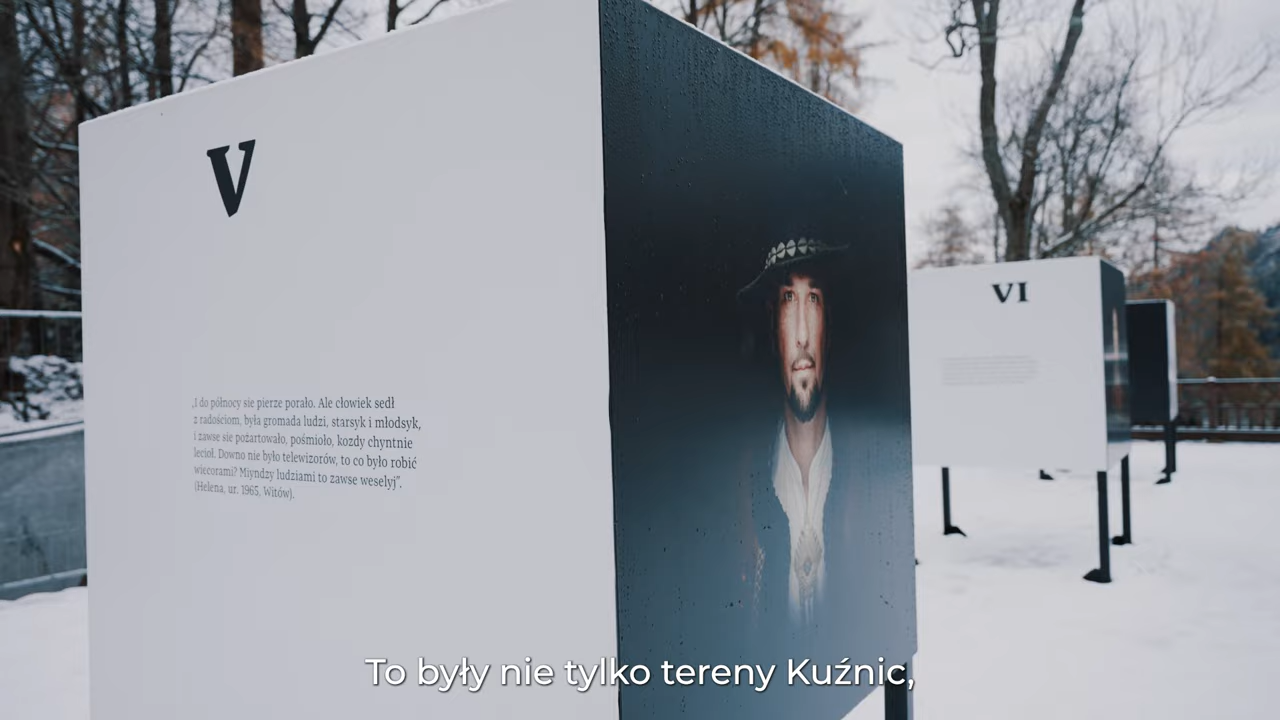 V
„I do północy sie pierze porało. Ale cłowiek sedł
z radościom, była gromada ludzi, starsyk i młodsyk,
i zawse sie pożartowało, pośmioło, kozdy chyntnie
lecioł. Downo nie było telewizorów, to co było robić
wiecorami? Miyndzy ludziami to zawse weselyj”.
(Helena, ur. 1965, Witów).
VI
To były nie tylko tereny Kuźnic,